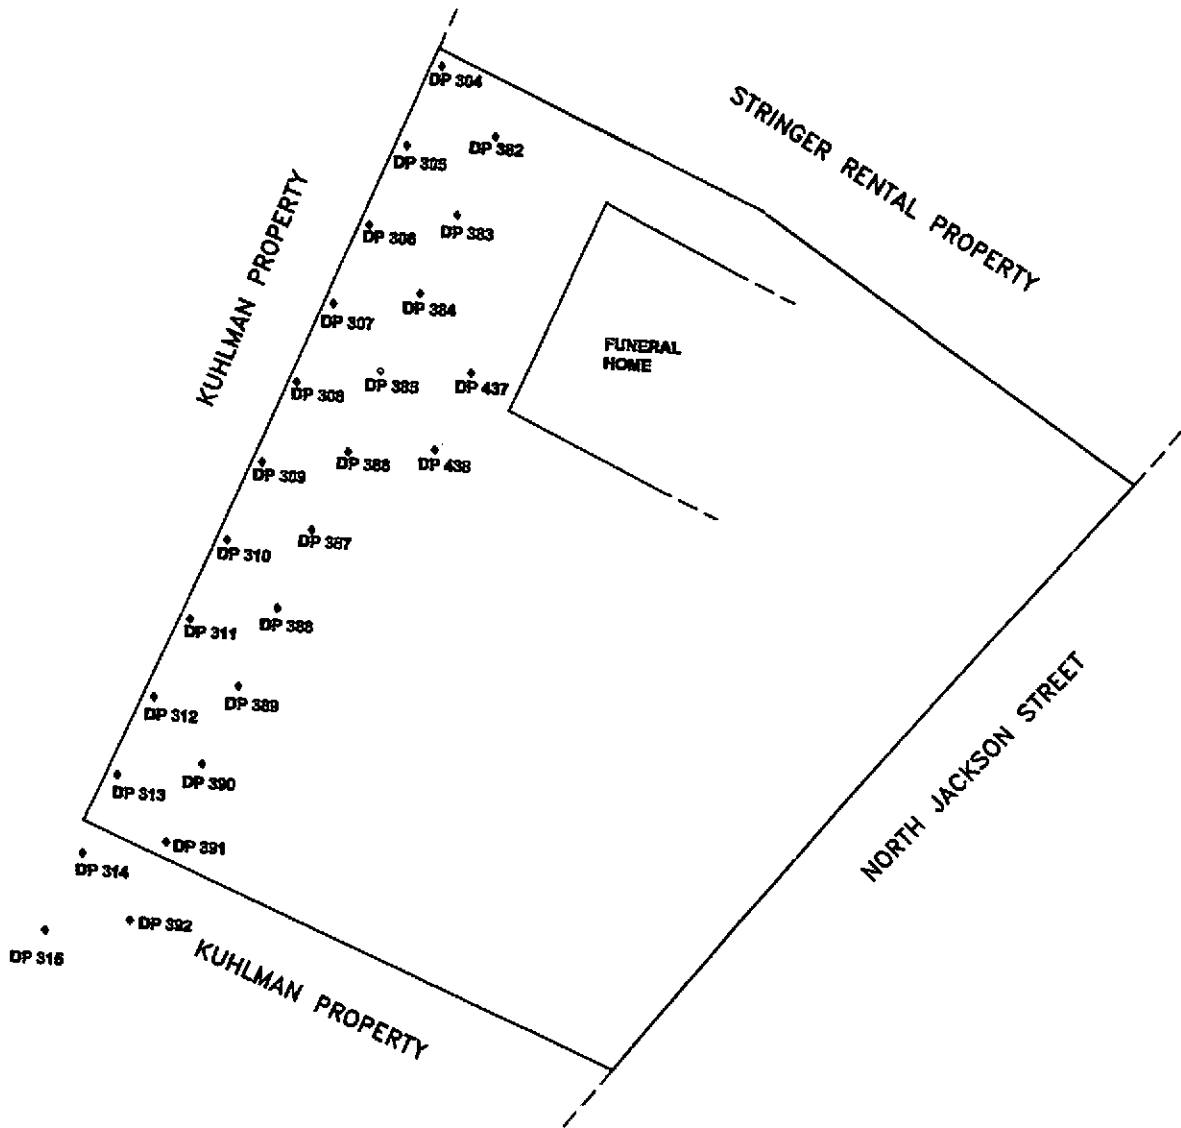 DP 304
STRINGER RENTAL PROPERTY
DP 305
DP 382
KUHLMAN PROPERTY
DP 306
DP 383
DP 307
DP 384
FUNERAL
HOME
DP 308
DP 385
DP 437
DP 309
DP 386
DP 438
DP 310
DP 387
DP 311
DP 388
DP 312
DP 389
NORTH JACKSON STREET
DP 313
DP 390
DP 391
DP 314
DP 392
DP 315
KUHLMAN PROPERTY